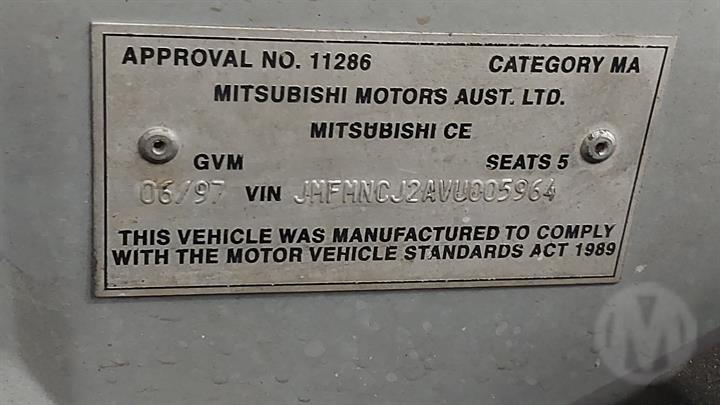 APPROVAL NO. 11286 CATEGORY MA
MITSUBISHI MOTORS AUST. LTD.
MITSUBISHI CE
GVM SEATS 5
06/97 VIN JMFMNCJ2AVU005964
THIS VEHICLE WAS MANUFACTURED TO COMPLY
WITH THE MOTOR VEHICLE STANDARDS ACT 1989
M